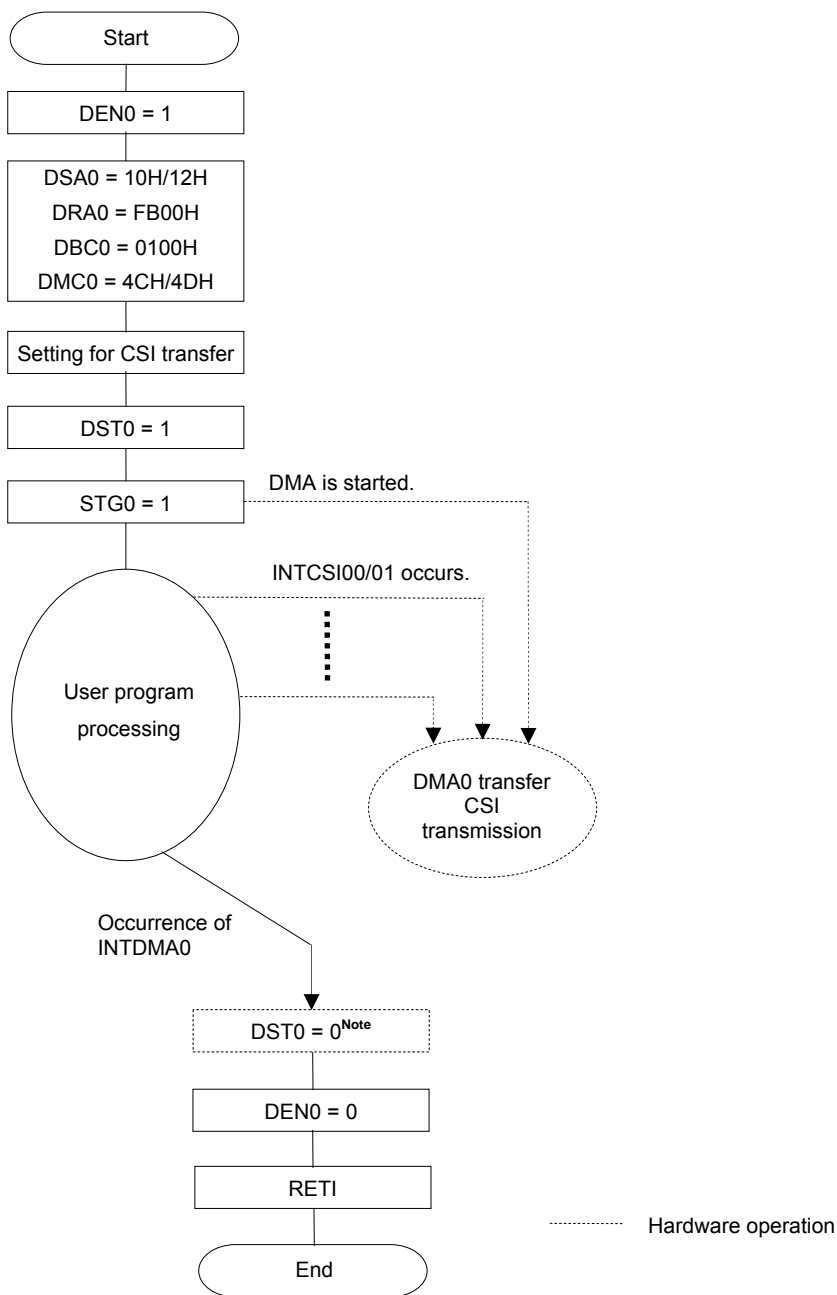 Start
DEN0 = 1
DSA0 = 10H/12H
DRA0 = FB00H
DBC0 = 0100H
DMC0 = 4CH/4DH
Setting for CSI transfer
DST0 = 1
STG0 = 1
DMA is started.
INTCSI00/01 occurs.
User program
processing
DMA0 transfer
CSI
transmission
Occurrence of
INTDMA0
DST0 = 0Note
DEN0 = 0
RETI
Hardware operation
End